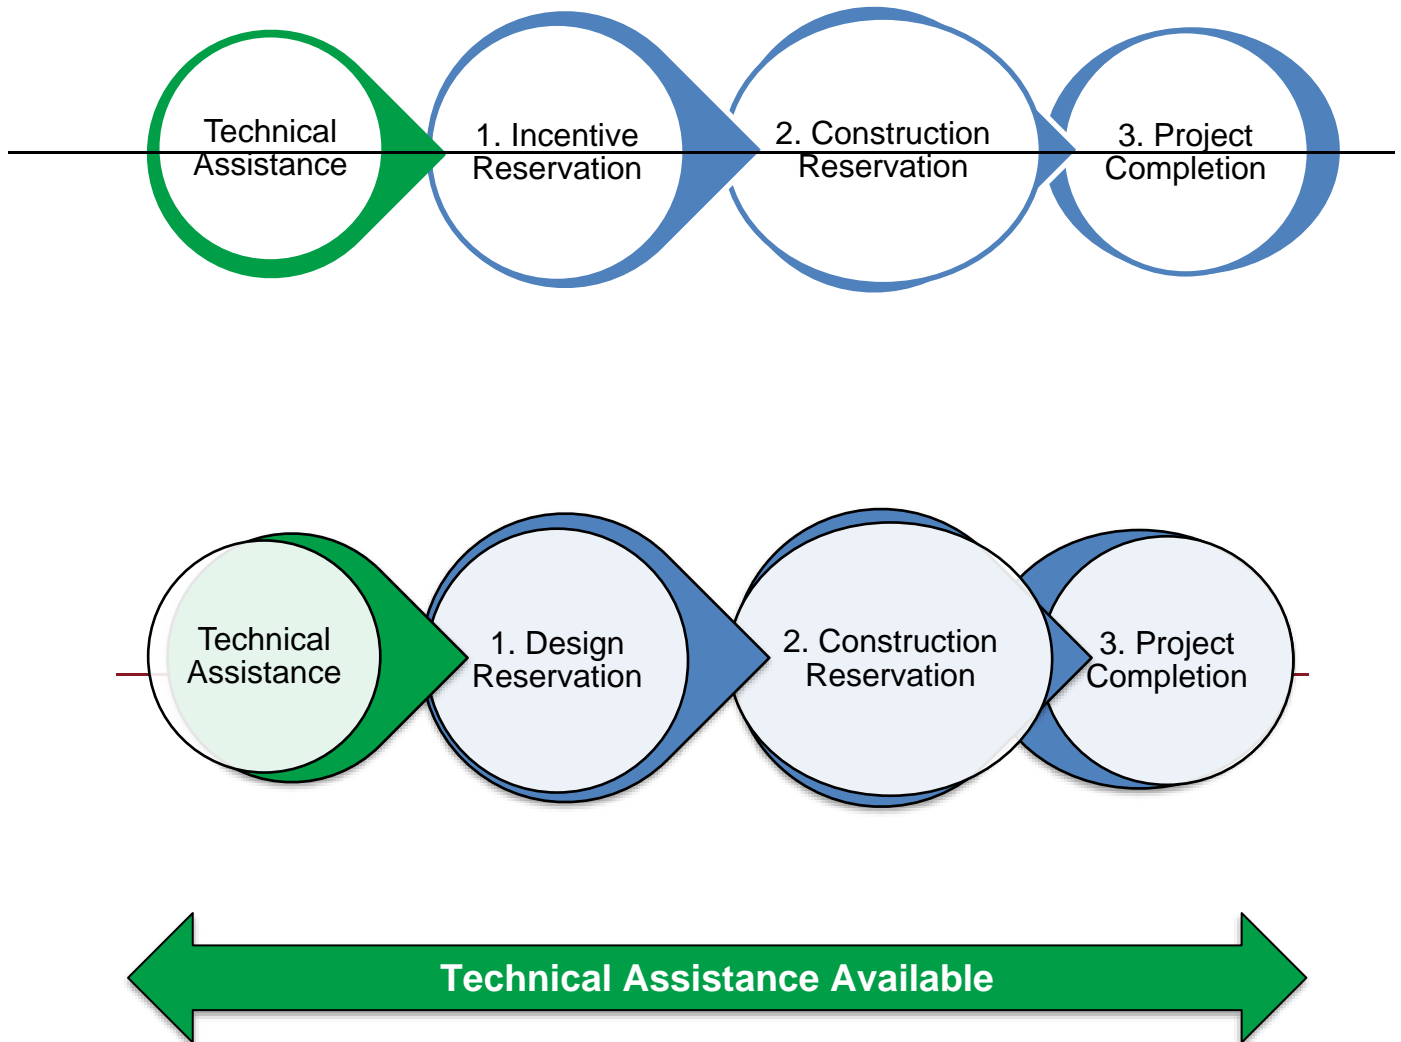 Technical
Assistance
1. Incentive
Reservation
2. Construction
Reservation
3. Project
Completion
Technical
Assistance
1. Design
Reservation
2. Construction
Reservation
3. Project
Completion
Technical Assistance Available